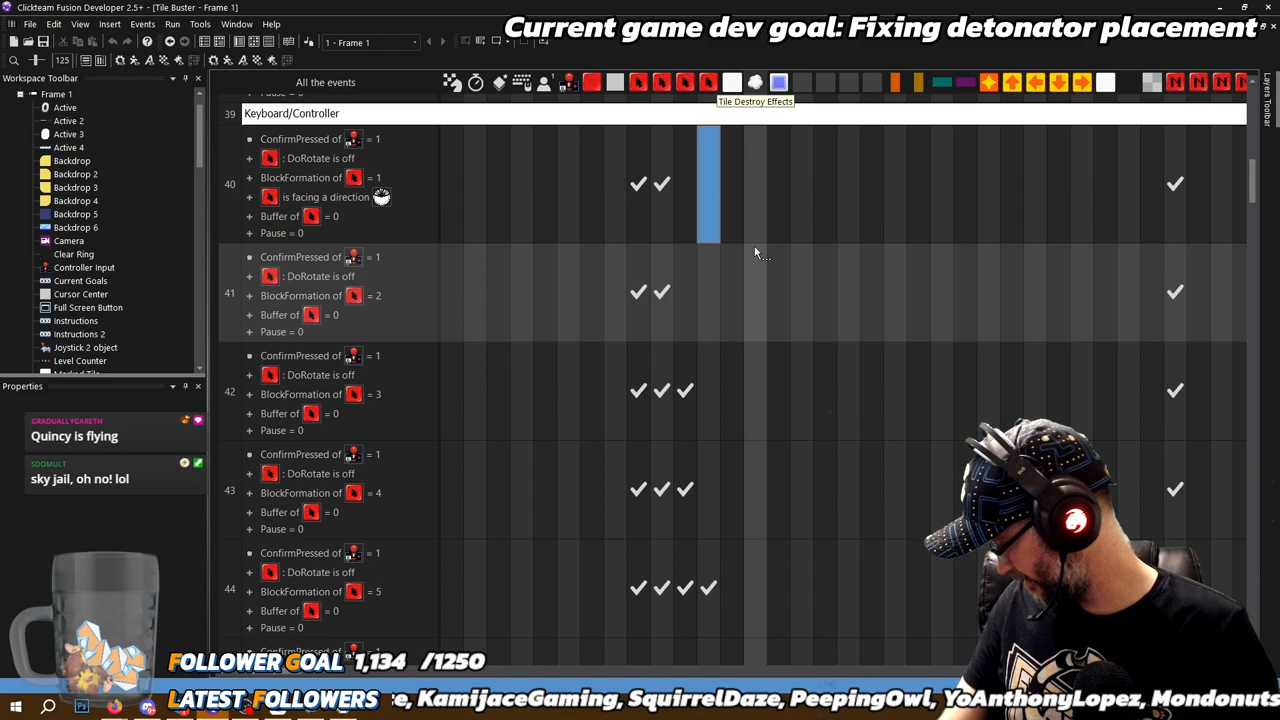 Clickteam Fusion Developer 2.5+ - [Tile Buster - Frame 1]
Current game dev goal: Fixing detonator placement
File Edit View Insert Events Run Tools Window Help
1 - Frame 1
125
Workspace Toolbar
Frame 1
Active
Active 2
Active 3
Active 4
Backdrop
Backdrop 2
Backdrop 3
Backdrop 4
Backdrop 5
Backdrop 6
Camera
Clear Ring
Controller Input
Current Goals
Cursor Center
Full Screen Button
Instructions
Instructions 2
Joystick 2 object
Level Counter
Properties
GRADUALLYGARETH
Quincy is flying
SDOMULT
sky jail, oh no! lol
All the events
Tile Destroy Effects
Layers Toolbar
39 Keyboard/Controller
40
ConfirmPressed of = 1
: DoRotate is off
BlockFormation of = 1
is facing a direction
Buffer of = 0
Pause = 0
41
ConfirmPressed of = 1
: DoRotate is off
BlockFormation of = 2
Buffer of = 0
Pause = 0
42
ConfirmPressed of = 1
: DoRotate is off
BlockFormation of = 3
Buffer of = 0
Pause = 0
43
ConfirmPressed of = 1
: DoRotate is off
BlockFormation of = 4
Buffer of = 0
Pause = 0
44
ConfirmPressed of = 1
: DoRotate is off
BlockFormation of = 5
Buffer of = 0
Pause = 0
FOLLOWER GOAL 1,134 /1250
LATEST FOLLOWERS e, KamijaceGaming, SquirrelDaze, PeepingOwl, YoAnthonyLopez, Mondonuts